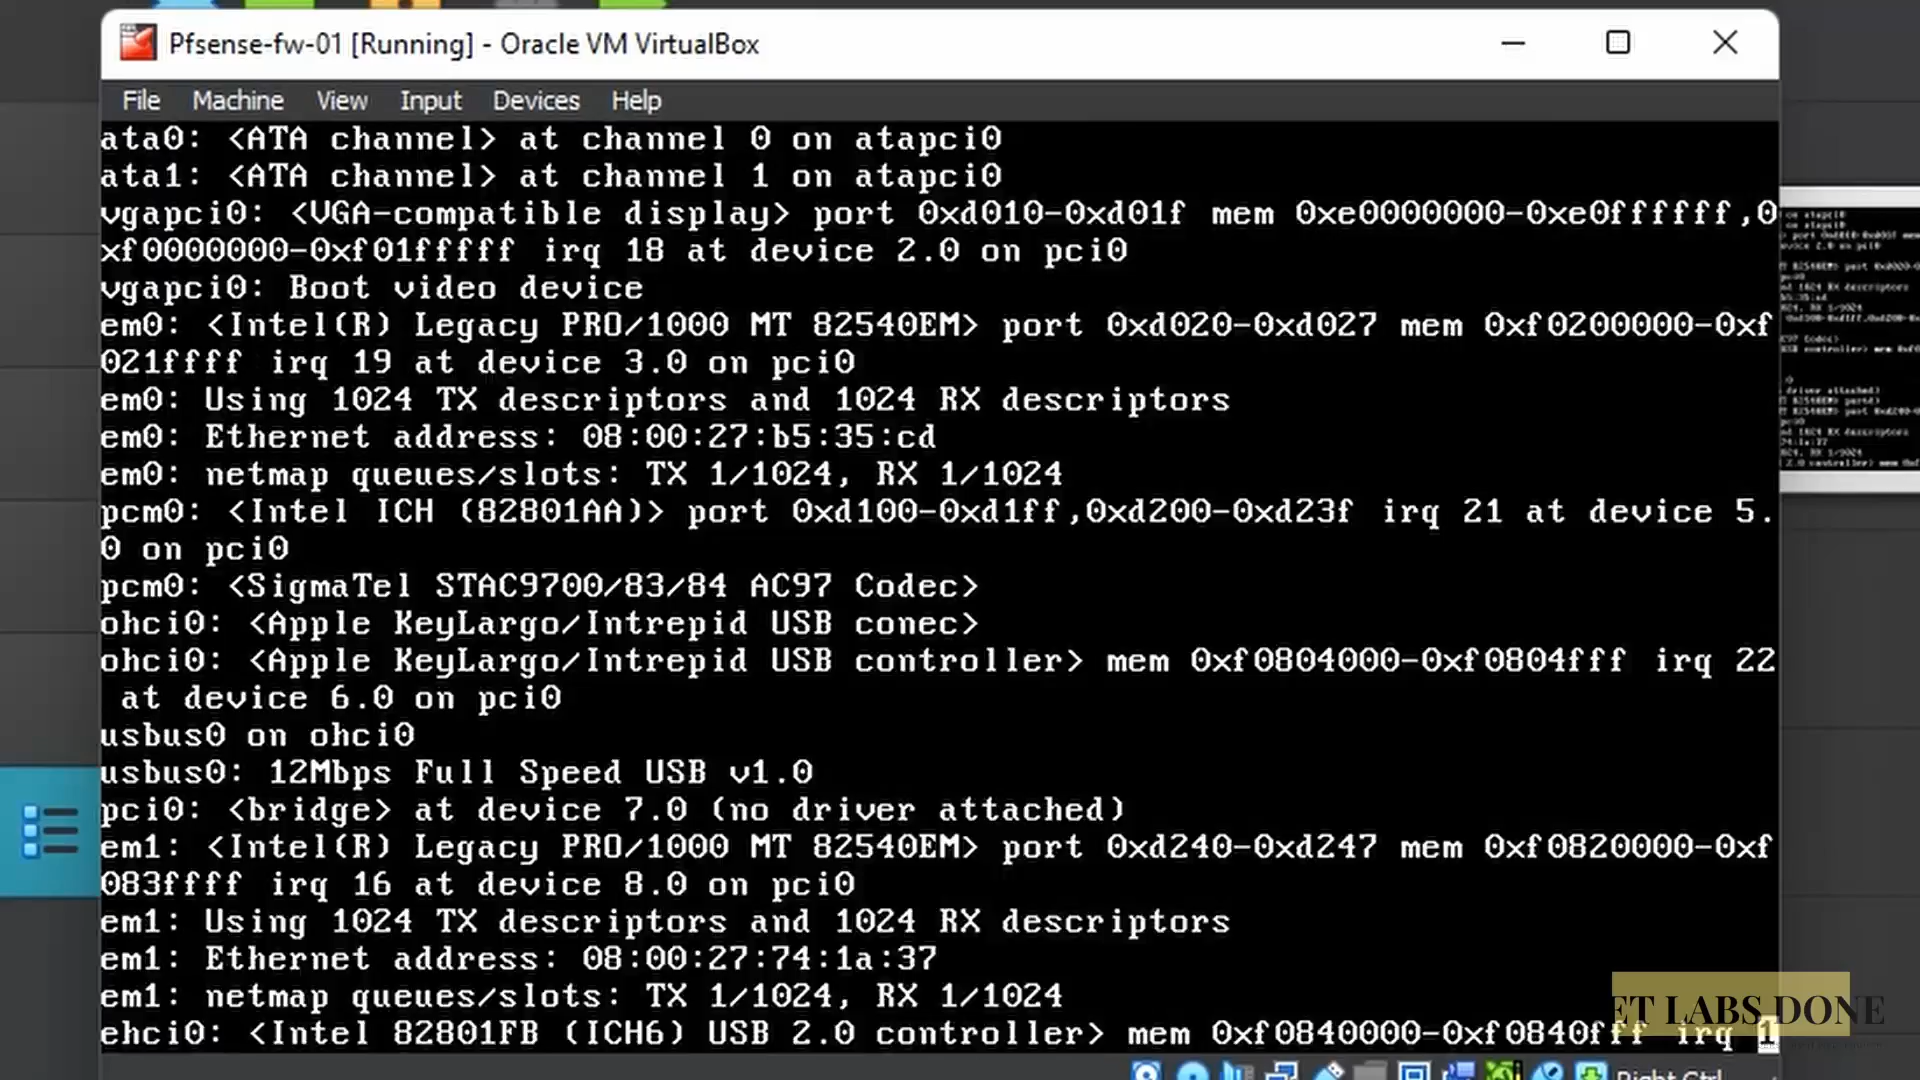 Pfsense-fw-01 [Running] - Oracle VM VirtualBox
File Machine View Input Devices Help
ata0: <ATA channel> at channel 0 on atapci0
ata1: <ATA channel> at channel 1 on atapci0
vgapci0: <VGA-compatible display> port 0xd010-0xd01f mem 0xe0000000-0xe0ffffff,0
xf0000000-0xf01fffff irq 18 at device 2.0 on pci0
vgapci0: Boot video device
em0: <Intel(R) Legacy PRO/1000 MT 82540EM> port 0xd020-0xd027 mem 0xf0200000-0xf
021ffff irq 19 at device 3.0 on pci0
em0: Using 1024 TX descriptors and 1024 RX descriptors
em0: Ethernet address: 08:00:27:b5:35:cd
em0: netmap queues/slots: TX 1/1024, RX 1/1024
pcm0: <Intel ICH (82801AA)> port 0xd100-0xd1ff,0xd200-0xd23f irq 21 at device 5.
0 on pci0
pcm0: <SigmaTel STAC9700/83/84 AC97 Codec>
ohci0: <Apple KeyLargo/Intrepid USB conec>
ohci0: <Apple KeyLargo/Intrepid USB controller> mem 0xf0804000-0xf0804fff irq 22
at device 6.0 on pci0
usbus0 on ohci0
usbus0: 12Mbps Full Speed USB v1.0
pci0: <bridge> at device 7.0 (no driver attached)
em1: <Intel(R) Legacy PRO/1000 MT 82540EM> port 0xd240-0xd247 mem 0xf0820000-0xf
083ffff irq 16 at device 8.0 on pci0
em1: Using 1024 TX descriptors and 1024 RX descriptors
em1: Ethernet address: 08:00:27:74:1a:37
em1: netmap queues/slots: TX 1/1024, RX 1/1024
ehci0: <Intel 82801FB (ICH6) USB 2.0 controller> mem 0xf0840000-0xf0840fff irq 1
ET LABS DONE
Right Ctrl